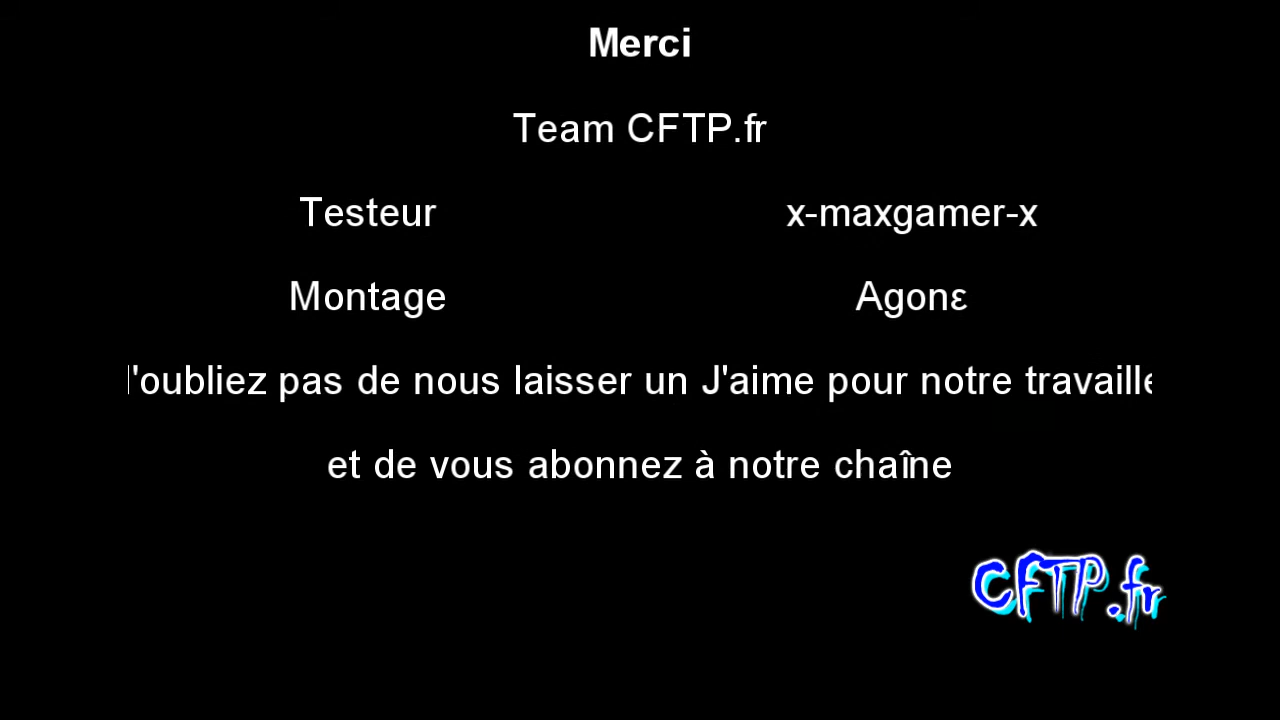 Merci
Team CFTP.fr
Testeur x-maxgamer-x
Montage Agonε
'oubliez pas de nous laisser un J'aime pour notre travaille
et de vous abonnez à notre chaîne
CFTP.fr